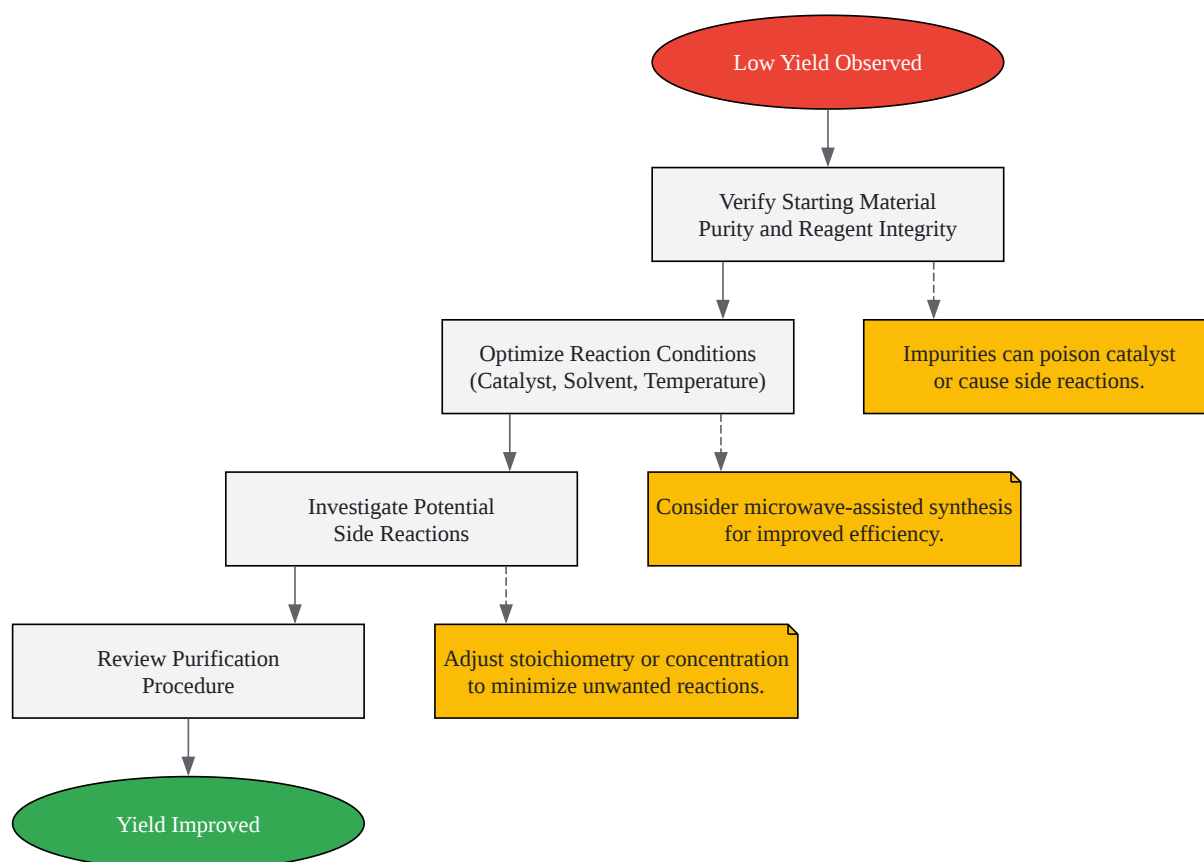 Low Yield Observed
Verify Starting Material
Purity and Reagent Integrity
Optimize Reaction Conditions
(Catalyst, Solvent, Temperature)
Impurities can poison catalyst
or cause side reactions.
Investigate Potential
Side Reactions
Consider microwave-assisted synthesis
for improved efficiency.
Review Purification
Procedure
Adjust stoichiometry or concentration
to minimize unwanted reactions.
Yield Improved